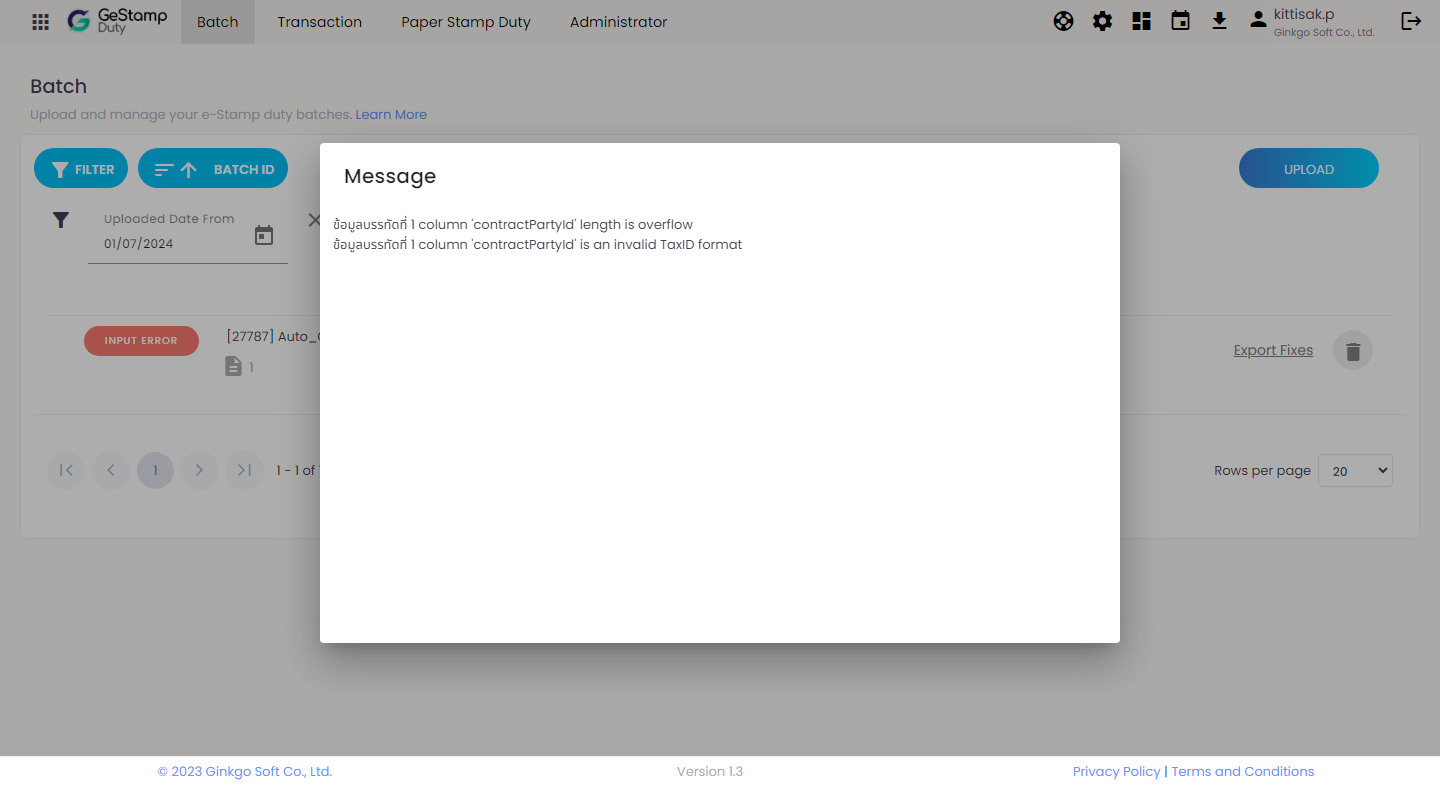 GeStamp
Duty
Batch
Transaction
Paper Stamp Duty
Administrator
kittisak.p
Ginkgo Soft Co., Ltd.
Batch
Upload and manage your e-Stamp duty batches. Learn More
FILTER
BATCH ID
UPLOAD
Message
Uploaded Date From
01/07/2024
ข้อมูลบรรทัดที่ 1 column 'contractPartyId' length is overflow
ข้อมูลบรรทัดที่ 1 column 'contractPartyId' is an invalid TaxID format
INPUT ERROR
[27787] Auto_
1
Export Fixes
1
1 - 1 of
Rows per page
20
© 2023 Ginkgo Soft Co., Ltd.
Version 1.3
Privacy Policy | Terms and Conditions